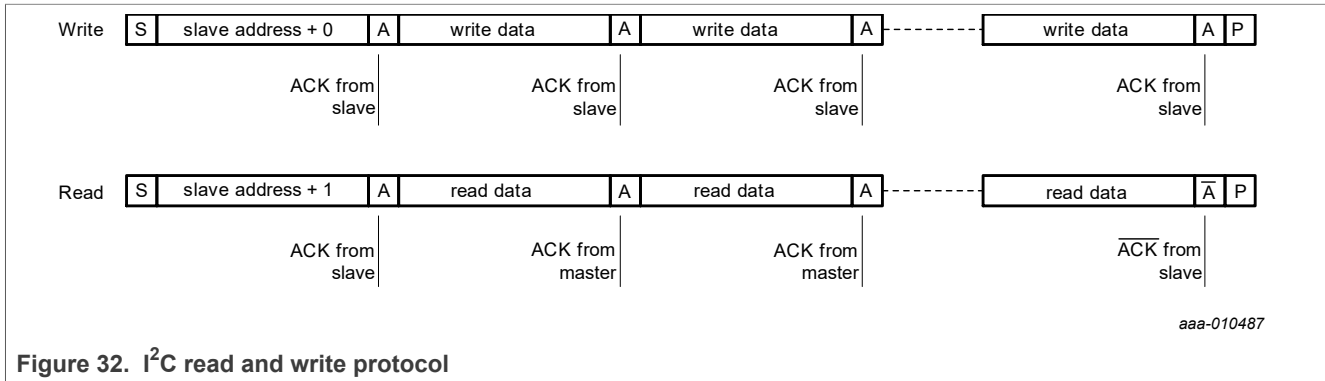 Write S slave address + 0 A write data A write data A write data A P
ACK from slave ACK from slave ACK from slave ACK from slave
Read S slave address + 1 A read data A read data A read data A̅ P
ACK from slave ACK from master ACK from master A̅C̅K̅ from slave
aaa-010487
Figure 32. I²C read and write protocol